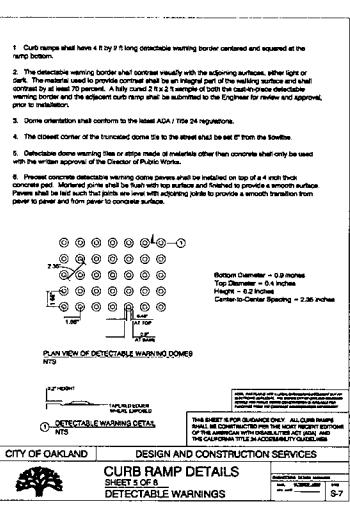 1 Curb ramps shall have 4 ft by 2 ft long detectable warning border centered and squared at the
ramp bottom.
2. The detectable warning border shall contrast visually with the adjoining surfaces, either light or
dark. The material used to provide contrast shall be an integral part of the walking surface and shall
contrast by at least 70 percent. A fully cured 2 ft x 2 ft sample of both the cast-in-place detectable
warning border and the adjacent curb ramp shall be submitted to the Engineer for review and approval,
prior to installation.
3. Dome orientation shall conform to the latest ADA / Title 24 regulations.
4. The closest corner of the truncated dome tile to the street shall be set 6" from the flowline.
5. Detectable dome warning tiles or strips made of materials other than concrete shall only be used
with the written approval of the Director of Public Works.
6. Precast concrete detectable warning dome pavers shall be installed on top of a 4 inch thick
concrete pad. Mortared joints shall be flush with top surface and finished to provide a smooth surface.
Pavers shall be laid such that joints are level with adjoining joints to provide a smooth transition from
paver to paver and from paver to concrete surface.
1
2.35"
1.66"
1.66"
0.45"
AT TOP
0.9"
AT BASE
Bottom Diameter = 0.9 inches
Top Diameter = 0.4 inches
Height = 0.2 inches
Center-to-Center Spacing = 2.35 inches
PLAN VIEW OF DETECTABLE WARNING DOMES
NTS
0.2" HEIGHT
TAPERED EDGES
WHERE EXPOSED
1 DETECTABLE WARNING DETAIL
NTS
THIS SHEET IS FOR GUIDANCE ONLY. ALL CURB RAMPS
SHALL BE CONSTRUCTED PER THE MOST RECENT EDITIONS
OF THE AMERICAN WITH DISABILITIES ACT (ADA) AND
THE CALIFORNIA TITLE 24 ACCESSIBILITY GUIDELINES
CITY OF OAKLAND
DESIGN AND CONSTRUCTION SERVICES
CURB RAMP DETAILS
SHEET 5 OF 6
DETECTABLE WARNINGS
S-7